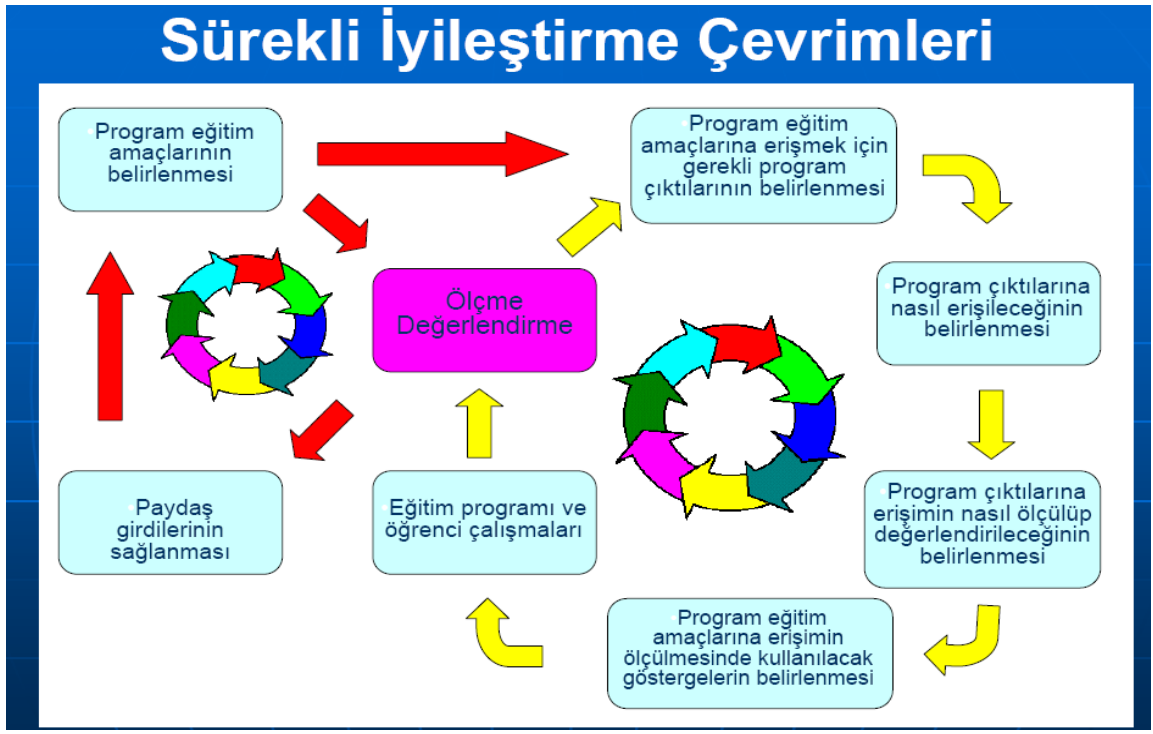 Sürekli İyileştirme Çevrimleri
Program eğitim
amaçlarının
belirlenmesi
Program eğitim
amaçlarına erişmek için
gerekli program
çıktılarının belirlenmesi
Ölçme
Değerlendirme
Program çıktılarına
nasıl erişileceğinin
belirlenmesi
Paydaş
girdilerinin
sağlanması
Eğitim programı ve
öğrenci çalışmaları
Program çıktılarına
erişimin nasıl ölçülüp
değerlendirileceğinin
belirlenmesi
Program eğitim
amaçlarına erişimin
ölçülmesinde kullanılacak
göstergelerin belirlenmesi